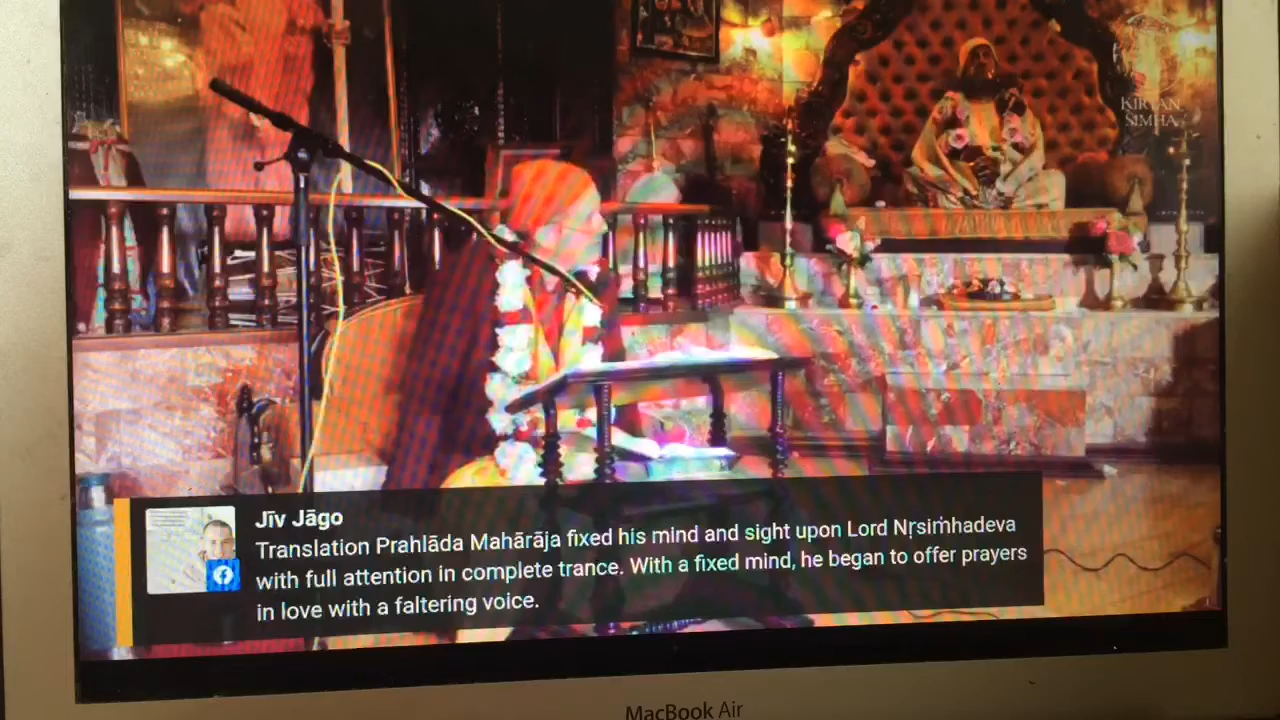 KIRTAN
SIMHA
Jīv Jāgo
Translation Prahlāda Mahārāja fixed his mind and sight upon Lord Nṛsiṁhadeva
with full attention in complete trance. With a fixed mind, he began to offer prayers
in love with a faltering voice.
MacBook Air